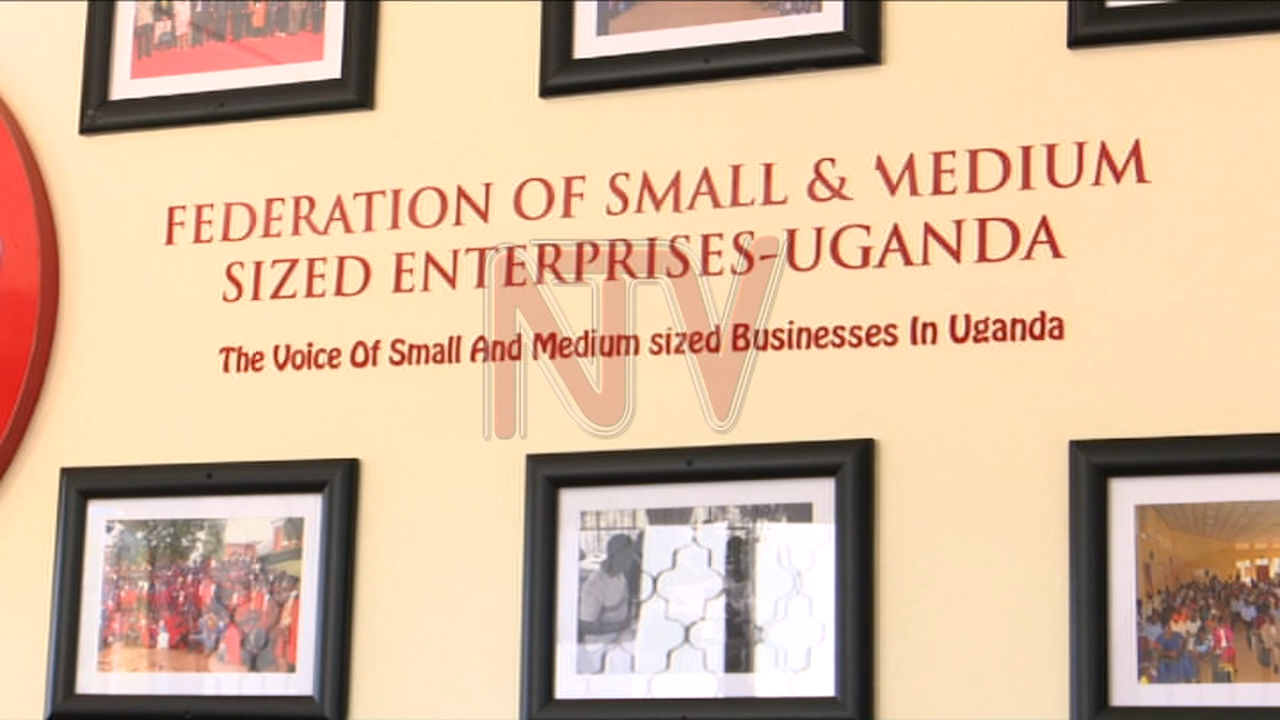 FEDERATION OF SMALL & MEDIUM
SIZED ENTERPRISES-UGANDA
The Voice Of Small And Medium sized Businesses In Uganda
NTV